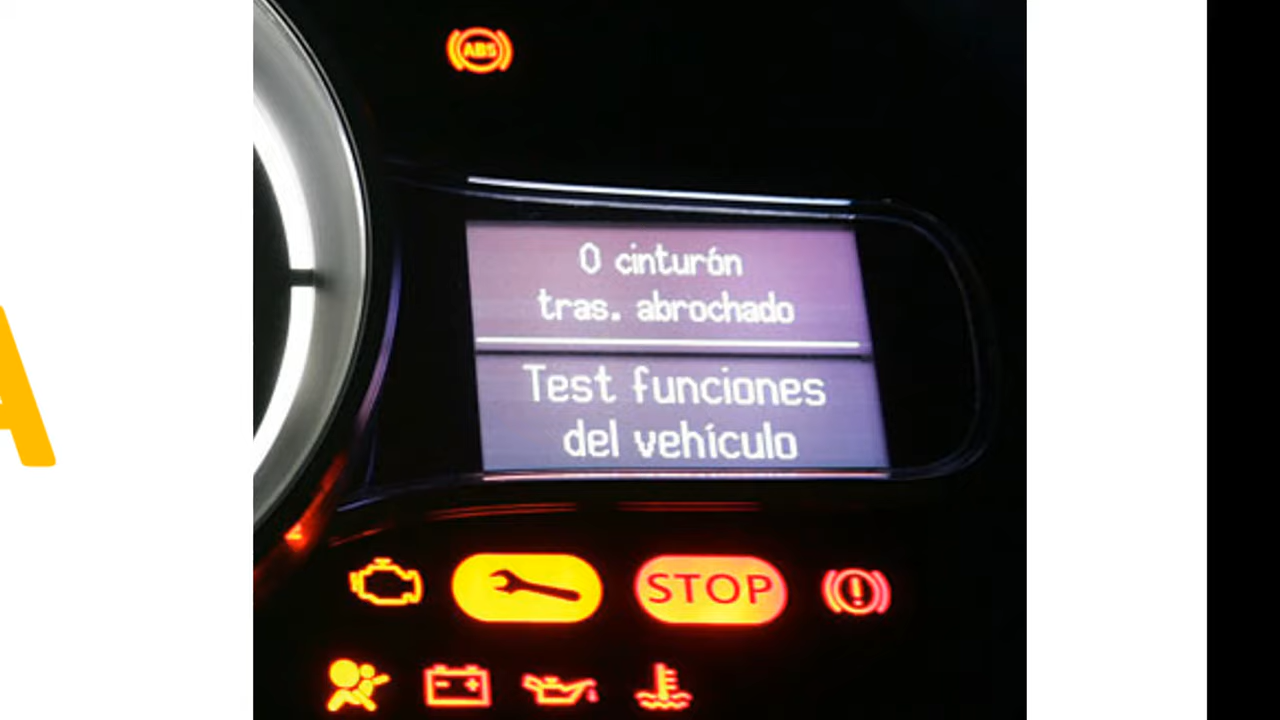 ABS
0 cinturón
tras. abrochado
Test funciones
del vehículo
STOP
A